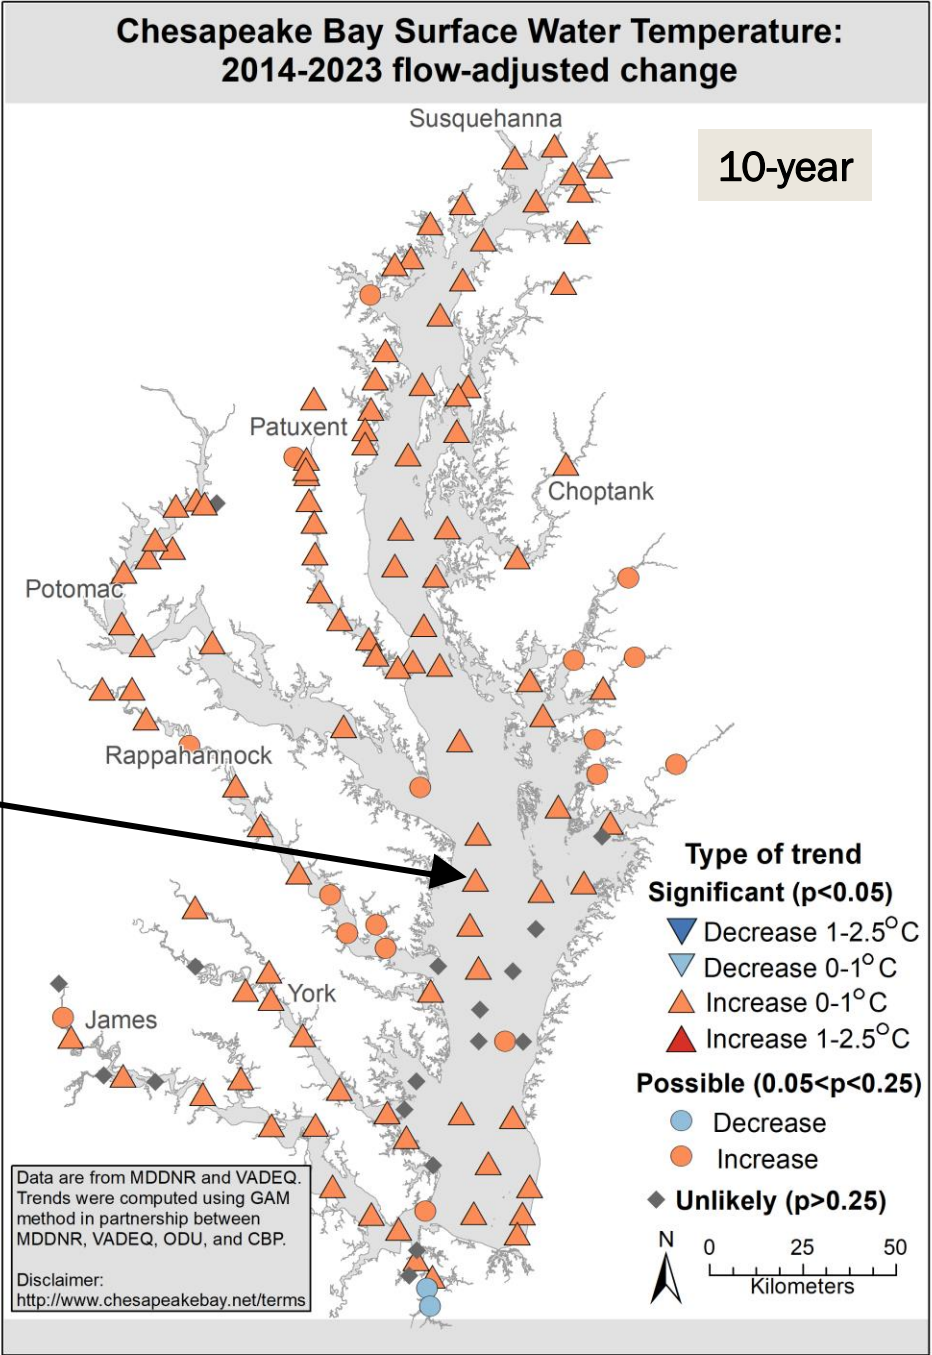 Chesapeake Bay Surface Water Temperature:
2014-2023 flow-adjusted change
Susquehanna
10-year
Patuxent
Choptank
Potomac
Rappahannock
York
James
Type of trend
Significant (p<0.05)
Decrease 1-2.5°C
Decrease 0-1°C
Increase 0-1°C
Increase 1-2.5°C
Possible (0.05<p<0.25)
Decrease
Increase
Unlikely (p>0.25)
N
0 25 50
Kilometers
Data are from MDDNR and VADEQ.
Trends were computed using GAM
method in partnership between
MDDNR, VADEQ, ODU, and CBP.
Disclaimer:
http://www.chesapeakebay.net/terms